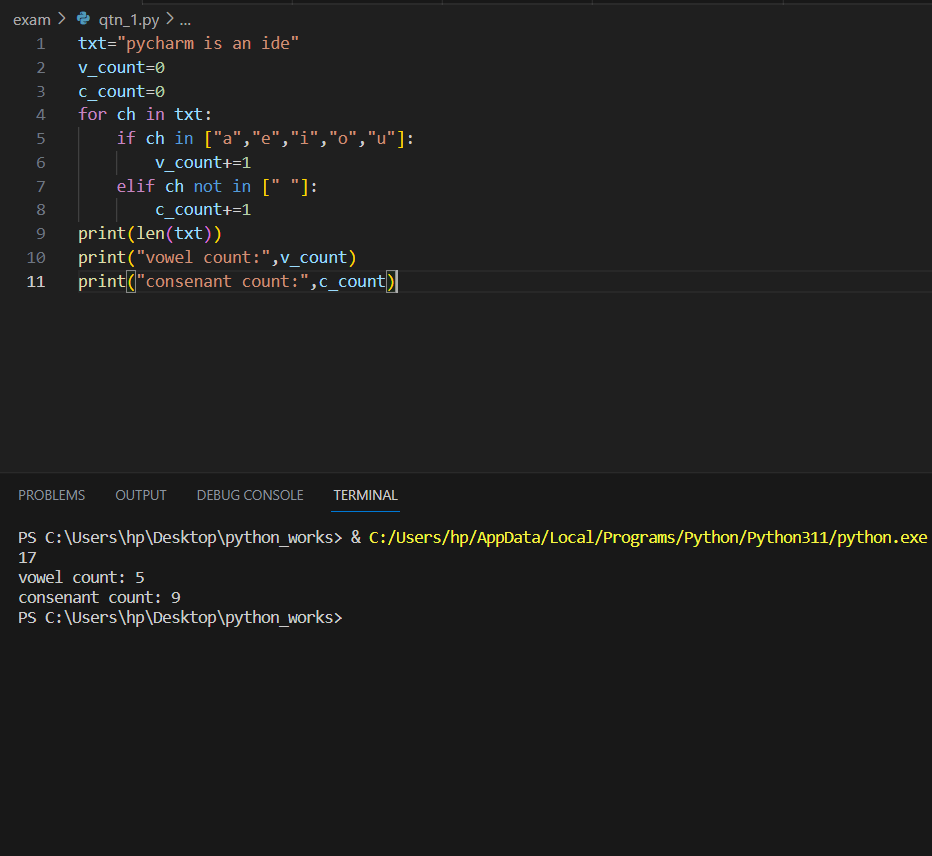 exam > qtn_1.py > ...
1 txt="pycharm is an ide"
2 v_count=0
3 c_count=0
4 for ch in txt:
5     if ch in ["a","e","i","o","u"]:
6         v_count+=1
7     elif ch not in [" "]:
8         c_count+=1
9 print(len(txt))
10 print("vowel count:",v_count)
11 print("consenant count:",c_count)
PROBLEMS OUTPUT DEBUG CONSOLE TERMINAL
PS C:\Users\hp\Desktop\python_works> & C:/Users/hp/AppData/Local/Programs/Python/Python311/python.exe
17
vowel count: 5
consenant count: 9
PS C:\Users\hp\Desktop\python_works>